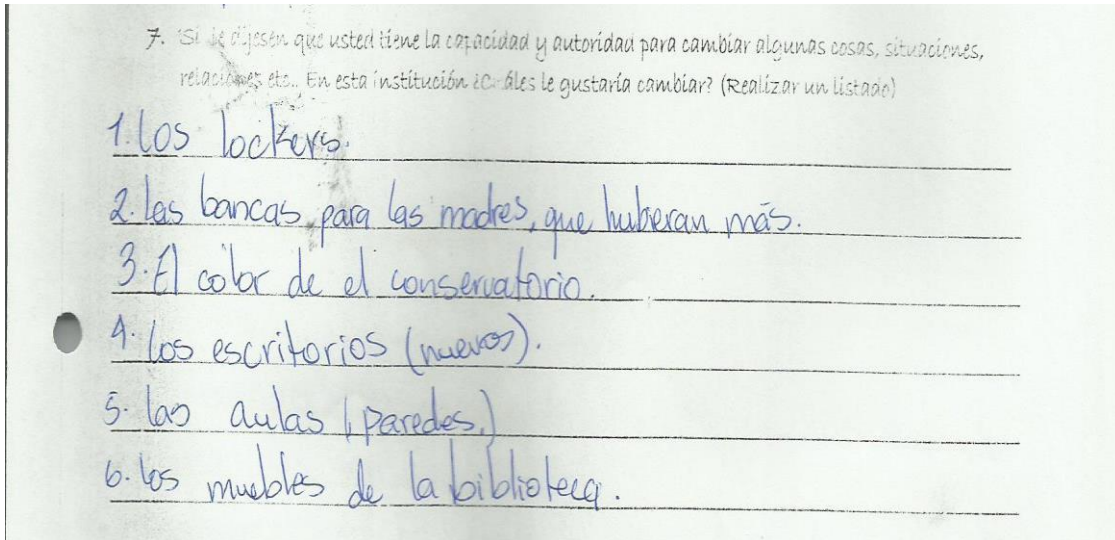 7. Si le dijesen que usted tiene la capacidad y autoridad para cambiar algunas cosas, situaciones,
relaciones etc.. En esta institución ¿Cuáles le gustaría cambiar? (Realizar un listado)
1. los lockers.
2. las bancas para las madres, que huberan más.
3. El color de el conservatorio.
4. los escritorios (nuevos).
5. las aulas (paredes.)
6. los muebles de la biblioteca.